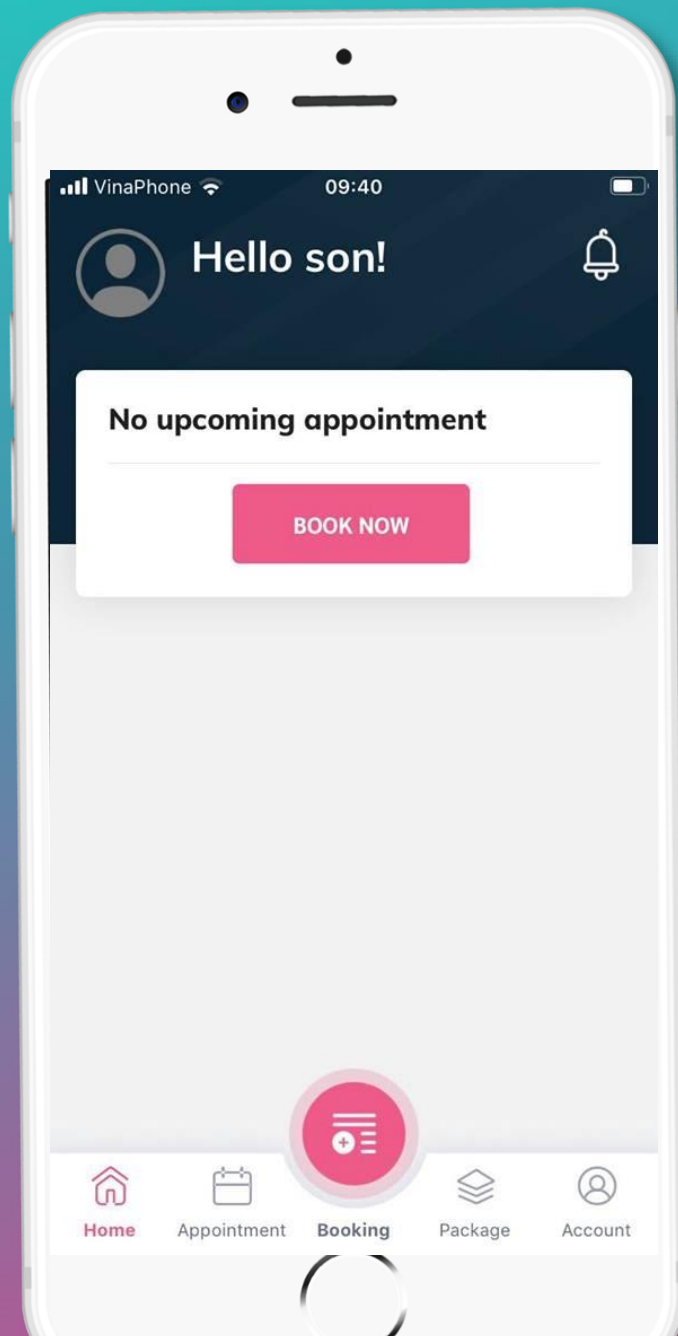 VinaPhone 09:40
Hello son!
No upcoming appointment
BOOK NOW
Home Appointment Booking Package Account